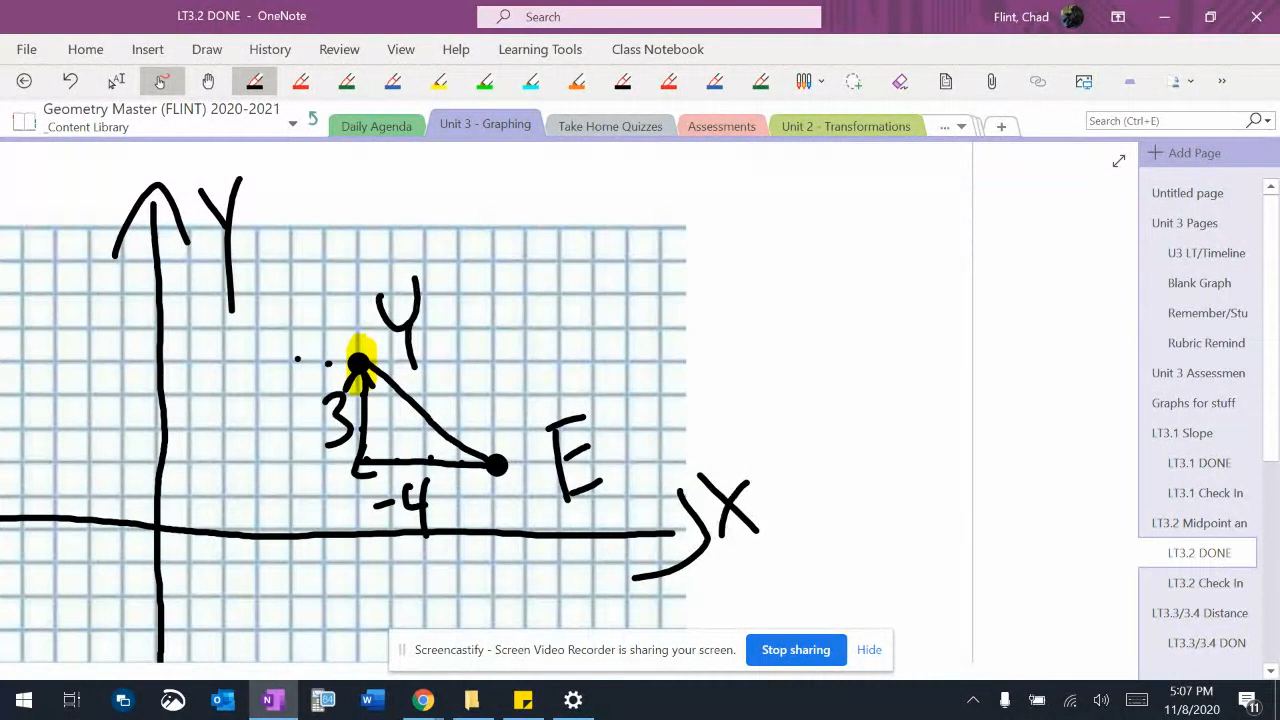 LT3.2 DONE - OneNote
Search
Flint, Chad
File Home Insert Draw History Review View Help Learning Tools Class Notebook
Geometry Master (FLINT) 2020-2021
_Content Library
Daily Agenda
Unit 3 - Graphing
Take Home Quizzes
Assessments
Unit 2 - Transformations
...
Search (Ctrl+E)
Add Page
Untitled page
Unit 3 Pages
U3 LT/Timeline
Blank Graph
Remember/Stu
Rubric Remind
Unit 3 Assessmen
Graphs for stuff
LT3.1 Slope
LT3.1 DONE
LT3.1 Check In
LT3.2 Midpoint an
LT3.2 DONE
LT3.2 Check In
LT3.3/3.4 Distance
LT3.3/3.4 DON
Y
Y
3
E
-4
X
Screencastify - Screen Video Recorder is sharing your screen.
Stop sharing
Hide
84
5:07 PM
11/8/2020
11